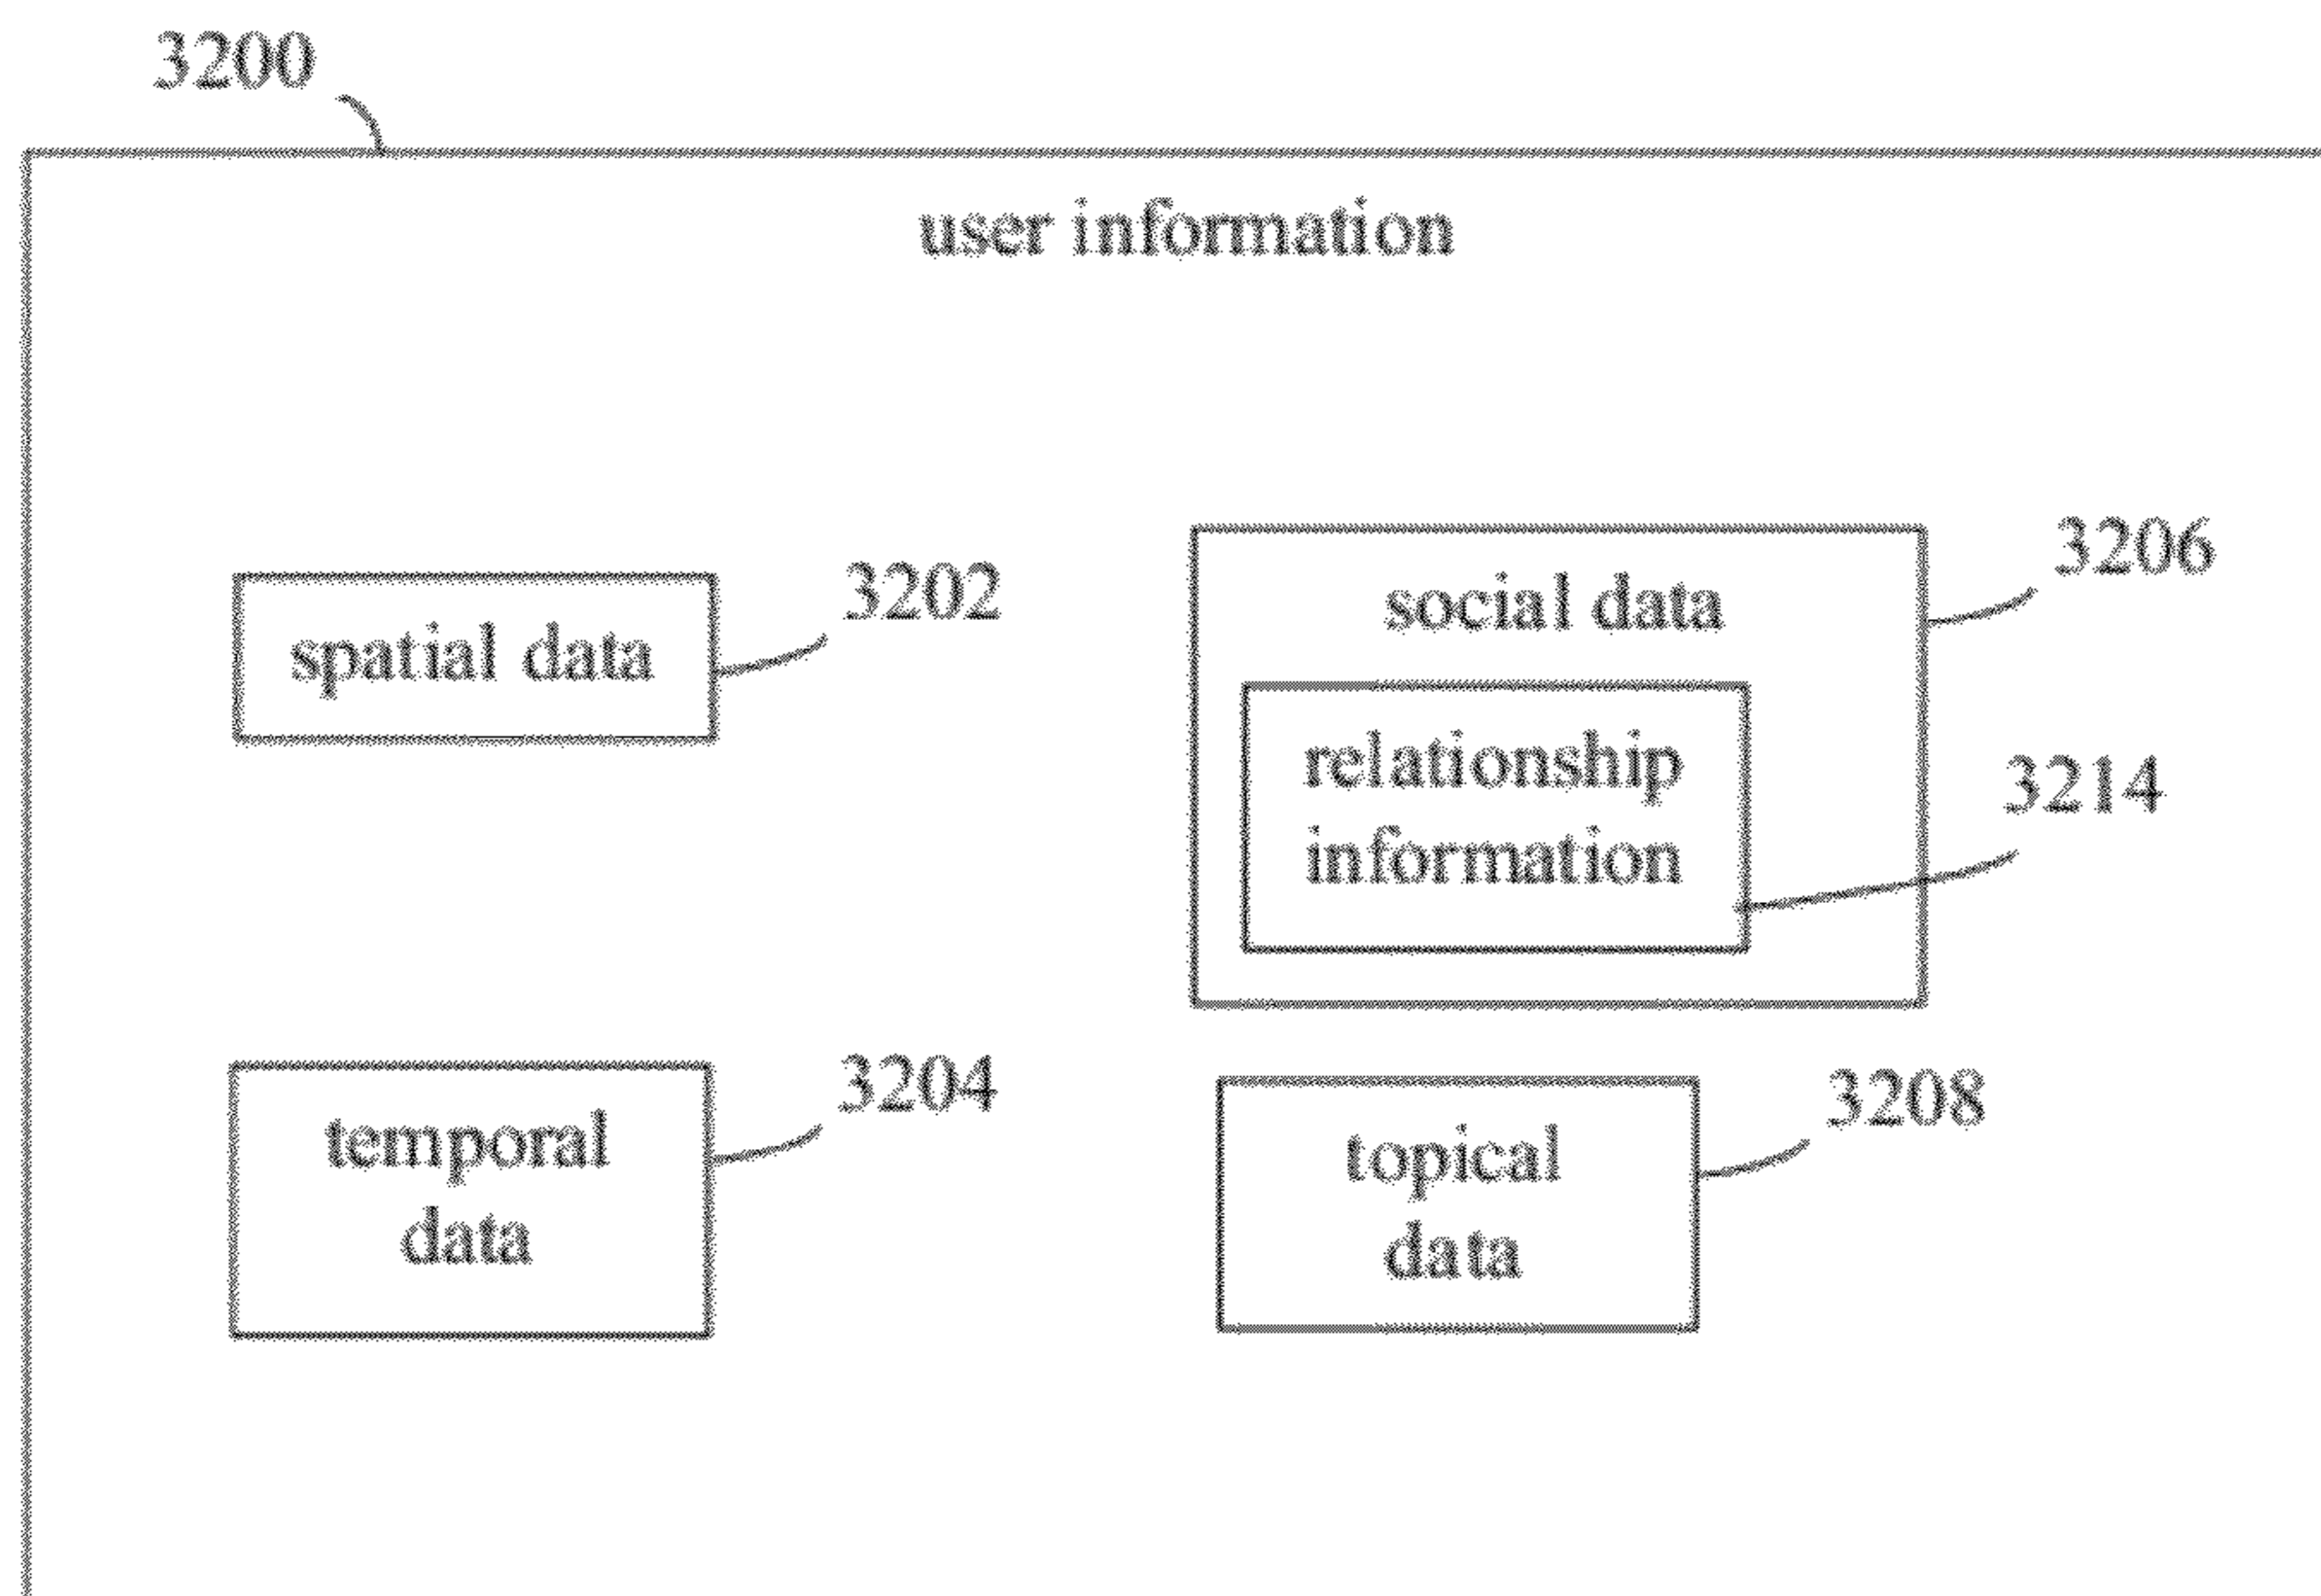 3200
user information
spatial data
3202
social data
3206
relationship
information
3214
temporal
data
3204
topical
data
3208